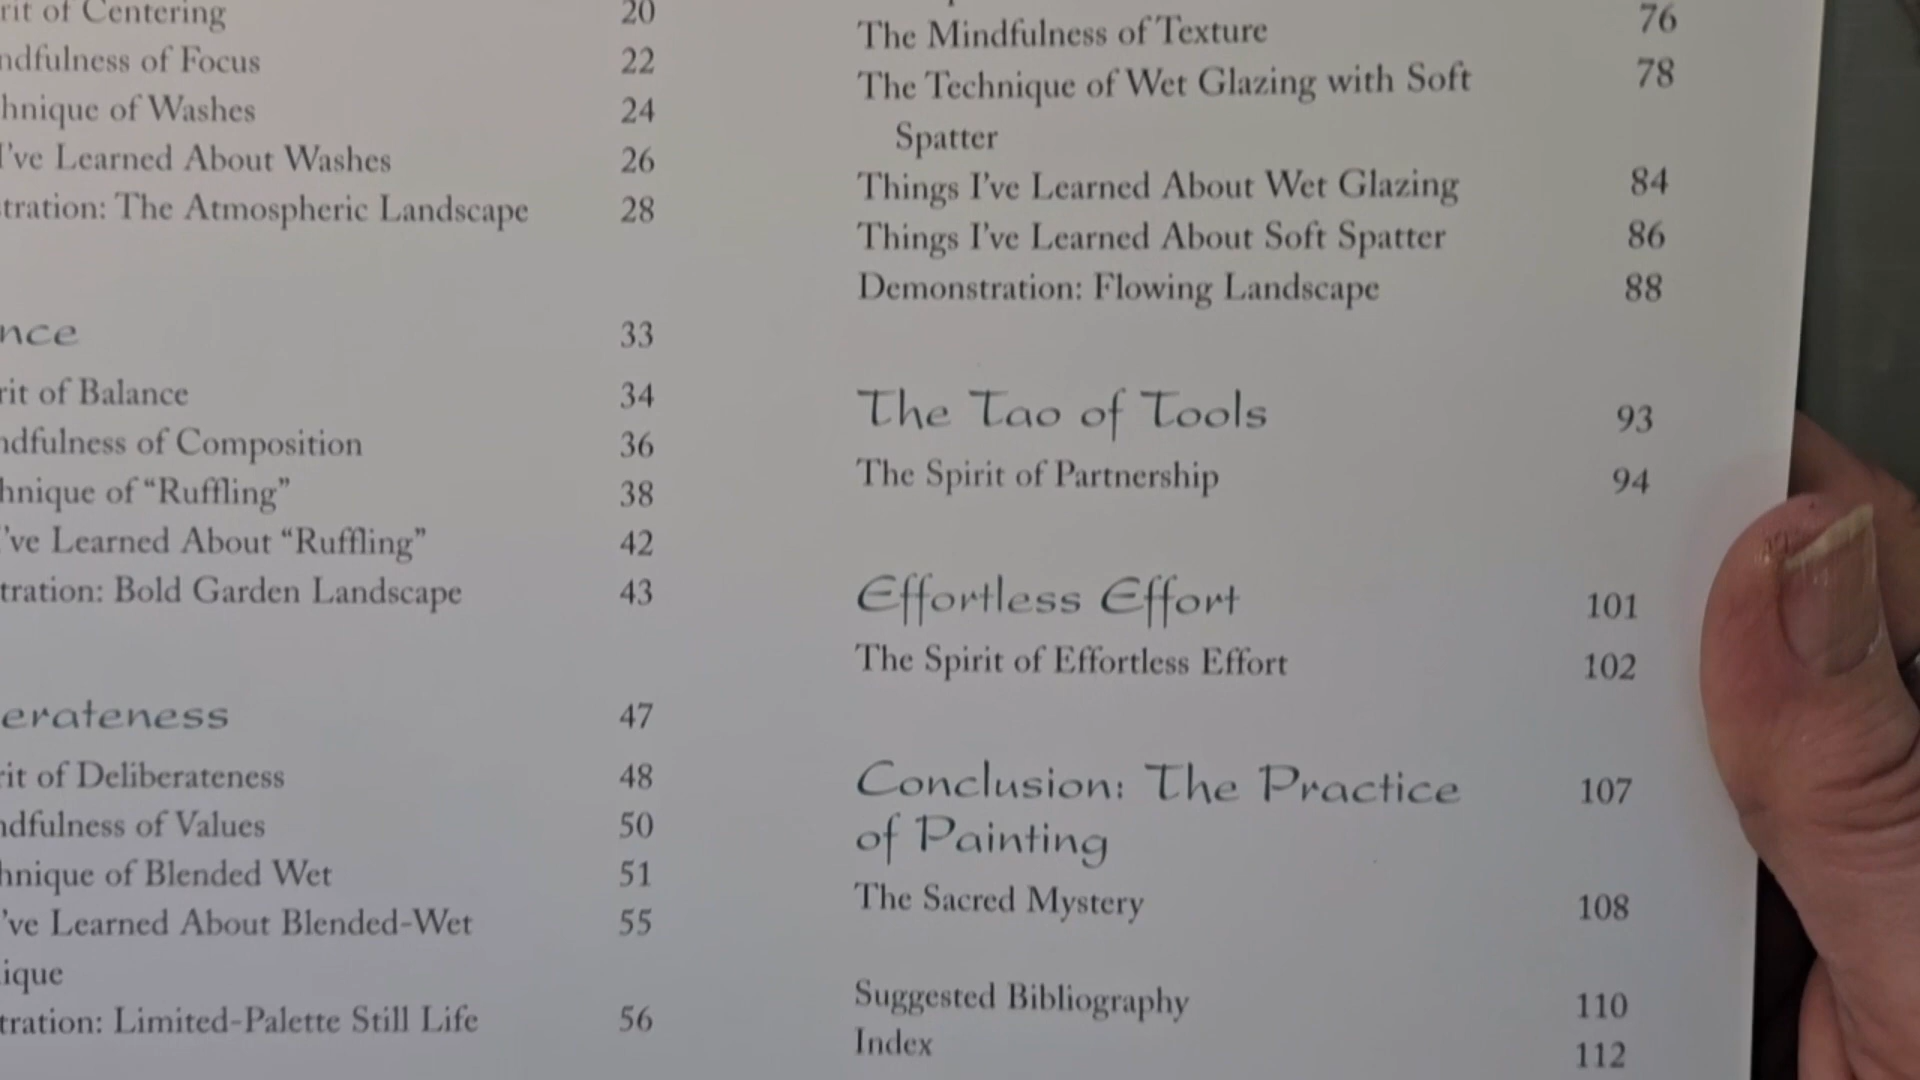 rit of Centering 20
ndfulness of Focus 22
hnique of Washes 24
I've Learned About Washes 26
tration: The Atmospheric Landscape 28
nce 33
rit of Balance 34
ndfulness of Composition 36
hnique of “Ruffling” 38
've Learned About “Ruffling” 42
tration: Bold Garden Landscape 43
erateness 47
rit of Deliberateness 48
ndfulness of Values 50
hnique of Blended Wet 51
've Learned About Blended-Wet 55
ique
tration: Limited-Palette Still Life 56
The Mindfulness of Texture 76
The Technique of Wet Glazing with Soft 78
Spatter
Things I've Learned About Wet Glazing 84
Things I've Learned About Soft Spatter 86
Demonstration: Flowing Landscape 88
The Tao of Tools 93
The Spirit of Partnership 94
Effortless Effort 101
The Spirit of Effortless Effort 102
Conclusion: The Practice 107
of Painting
The Sacred Mystery 108
Suggested Bibliography 110
Index 112